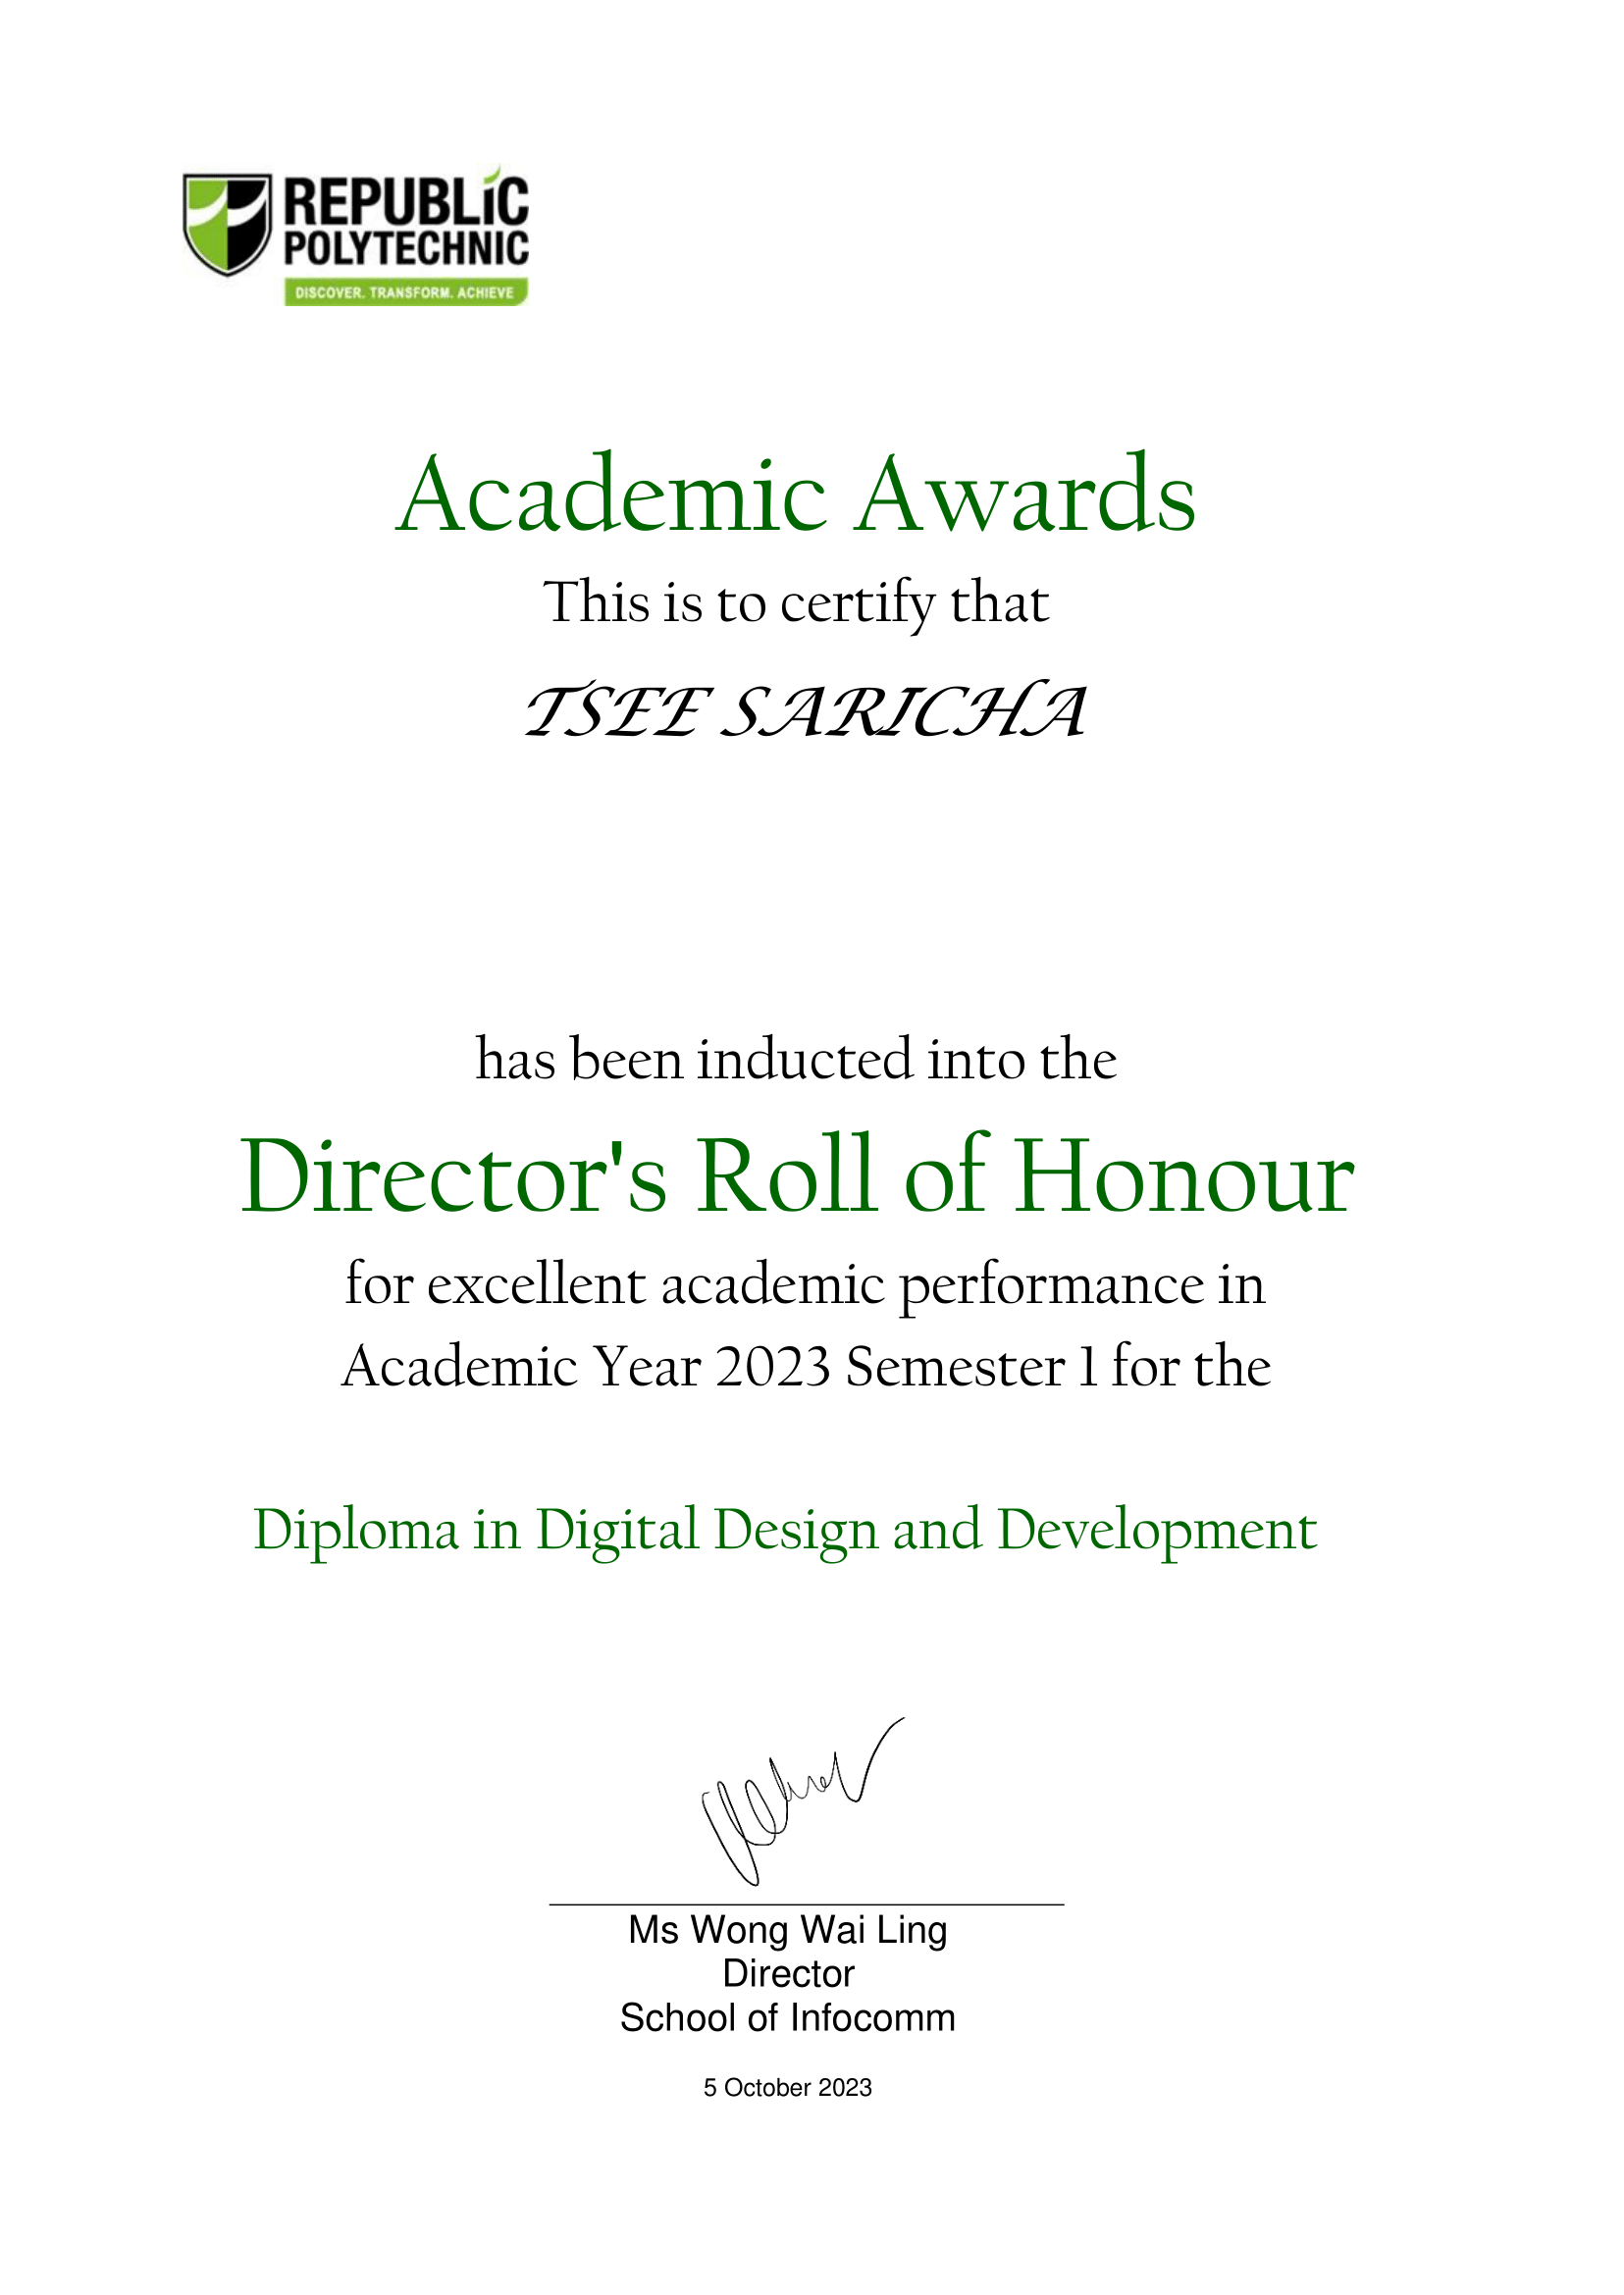 REPUBLIC
POLYTECHNIC
DISCOVER. TRANSFORM. ACHIEVE
Academic Awards
This is to certify that
TSEE SARICHA
has been inducted into the
Director's Roll of Honour
for excellent academic performance in
Academic Year 2023 Semester 1 for the
Diploma in Digital Design and Development
Ms Wong Wai Ling
Director
School of Infocomm
5 October 2023